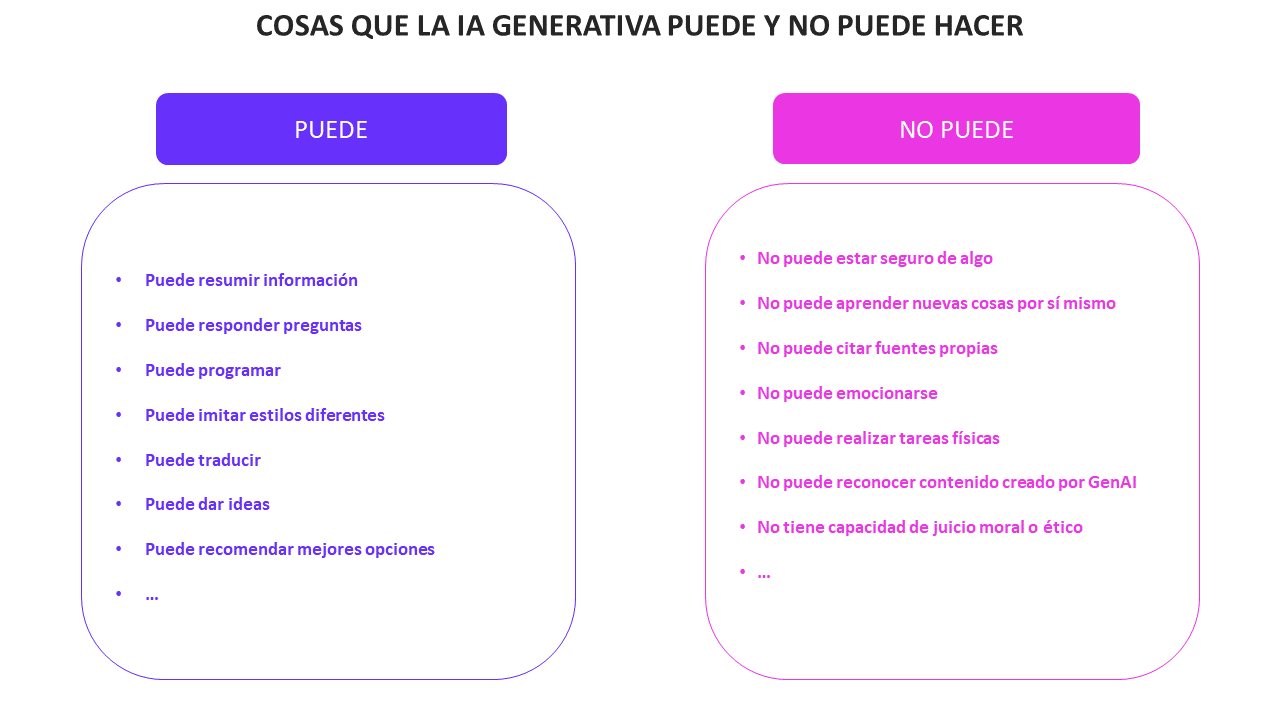 COSAS QUE LA IA GENERATIVA PUEDE Y NO PUEDE HACER
PUEDE
• Puede resumir información
• Puede responder preguntas
• Puede programar
• Puede imitar estilos diferentes
• Puede traducir
• Puede dar ideas
• Puede recomendar mejores opciones
• ...
NO PUEDE
• No puede estar seguro de algo
• No puede aprender nuevas cosas por sí mismo
• No puede citar fuentes propias
• No puede emocionarse
• No puede realizar tareas físicas
• No puede reconocer contenido creado por GenAI
• No tiene capacidad de juicio moral o ético
• ...